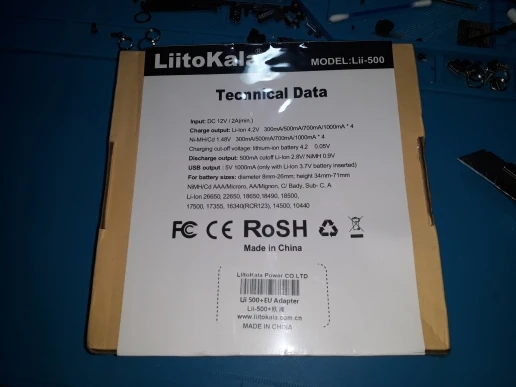 LiitoKala®
MODEL:Lii-500
Technical Data
Input: DC 12V / 2A(min.)
Charge output: Li-Ion 4.2V 300mA/500mA/700mA/1000mA * 4
Ni-MH/Cd 1.48V 300mA/500mA/700mA/1000mA * 4
Charging cut-off voltage: lithium-ion battery 4.2 0.05V
Discharge output: 500mA cutoff Li-Ion 2.8V/ NiMH 0.9V
USB output : 5V 1000mA (only with Li-Ion 3.7V battery inserted)
For battery sizes: diameter 8mm-26mm; height 34mm-71mm
NiMH/Cd AAA/Microro, AA/Mignon, C/ Bady, Sub- C, A
Li-Ion 26650, 22650, 18650,18490, 18500,
17500, 17355, 16340(RCR123), 14500, 10440
FC CE RoSH
Made in China
LiitoKala Power CO.LTD
Ui 500+EU Adapter
Lii-500+欧规
www.liitokala.com.cn
MADE IN CHINA